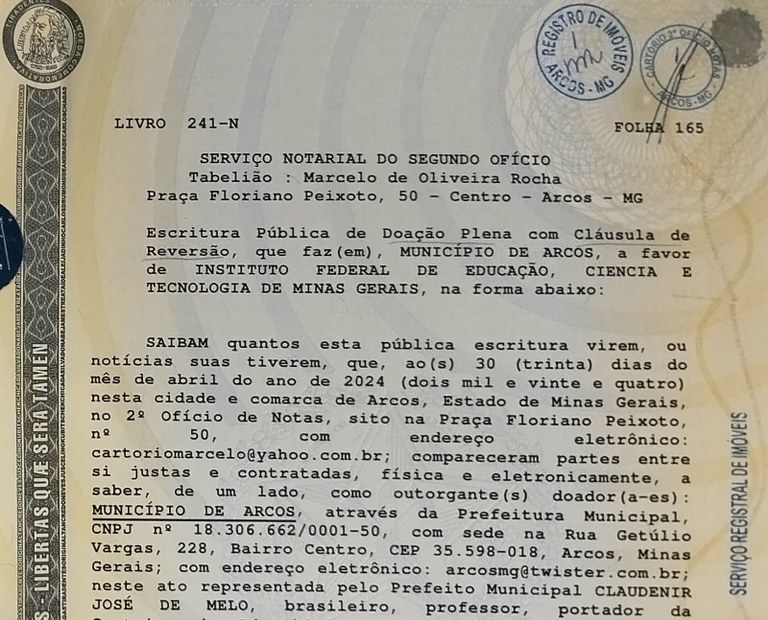 REGISTRO DE IMÓVEIS
ARCOS - MG
CARTÓRIO 2º OFÍCIO NOTAS
ARCOS-MG
LIVRO 241-N
FOLHA 165
SERVIÇO NOTARIAL DO SEGUNDO OFÍCIO
Tabelião : Marcelo de Oliveira Rocha
Praça Floriano Peixoto, 50 - Centro - Arcos - MG
Escritura Pública de Doação Plena com Cláusula de
Reversão, que faz(em), MUNICÍPIO DE ARCOS, a favor
de INSTITUTO FEDERAL DE EDUCAÇÃO, CIENCIA E
TECNOLOGIA DE MINAS GERAIS, na forma abaixo:
SAIBAM quantos esta pública escritura virem, ou
notícias suas tiverem, que, ao(s) 30 (trinta) dias do
mês de abril do ano de 2024 (dois mil e vinte e quatro)
nesta cidade e comarca de Arcos, Estado de Minas Gerais,
no 2º Ofício de Notas, sito na Praça Floriano Peixoto,
nº 50, com endereço eletrônico:
cartoriomarcelo@yahoo.com.br; compareceram partes entre
si justas e contratadas, física e eletronicamente, a
saber, de um lado, como outorgante(s) doador(a-es):
MUNICÍPIO DE ARCOS, através da Prefeitura Municipal,
CNPJ nº 18.306.662/0001-50, com sede na Rua Getúlio
Vargas, 228, Bairro Centro, CEP 35.598-018, Arcos, Minas
Gerais; com endereço eletrônico: arcosmg@twister.com.br;
neste ato representada pelo Prefeito Municipal CLAUDENIR
JOSÉ DE MELO, brasileiro, professor, portador da
LIBERTAS QUÆ SERA TAMEN
SERVIÇO REGISTRAL DE IMÓVEIS